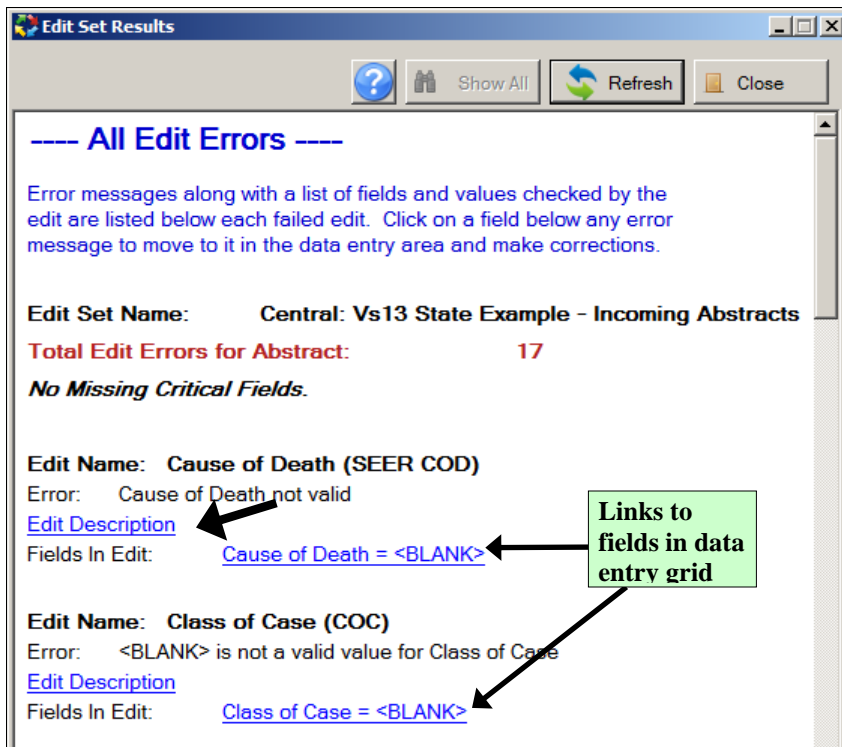 Edit Set Results
Show All Refresh Close
---- All Edit Errors ----
Error messages along with a list of fields and values checked by the
edit are listed below each failed edit. Click on a field below any error
message to move to it in the data entry area and make corrections.
Edit Set Name: Central: Vs13 State Example - Incoming Abstracts
Total Edit Errors for Abstract: 17
No Missing Critical Fields.
Edit Name: Cause of Death (SEER COD)
Error: Cause of Death not valid
Edit Description
Fields In Edit: Cause of Death = <BLANK>
Links to
fields in data
entry grid
Edit Name: Class of Case (COC)
Error: <BLANK> is not a valid value for Class of Case
Edit Description
Fields In Edit: Class of Case = <BLANK>